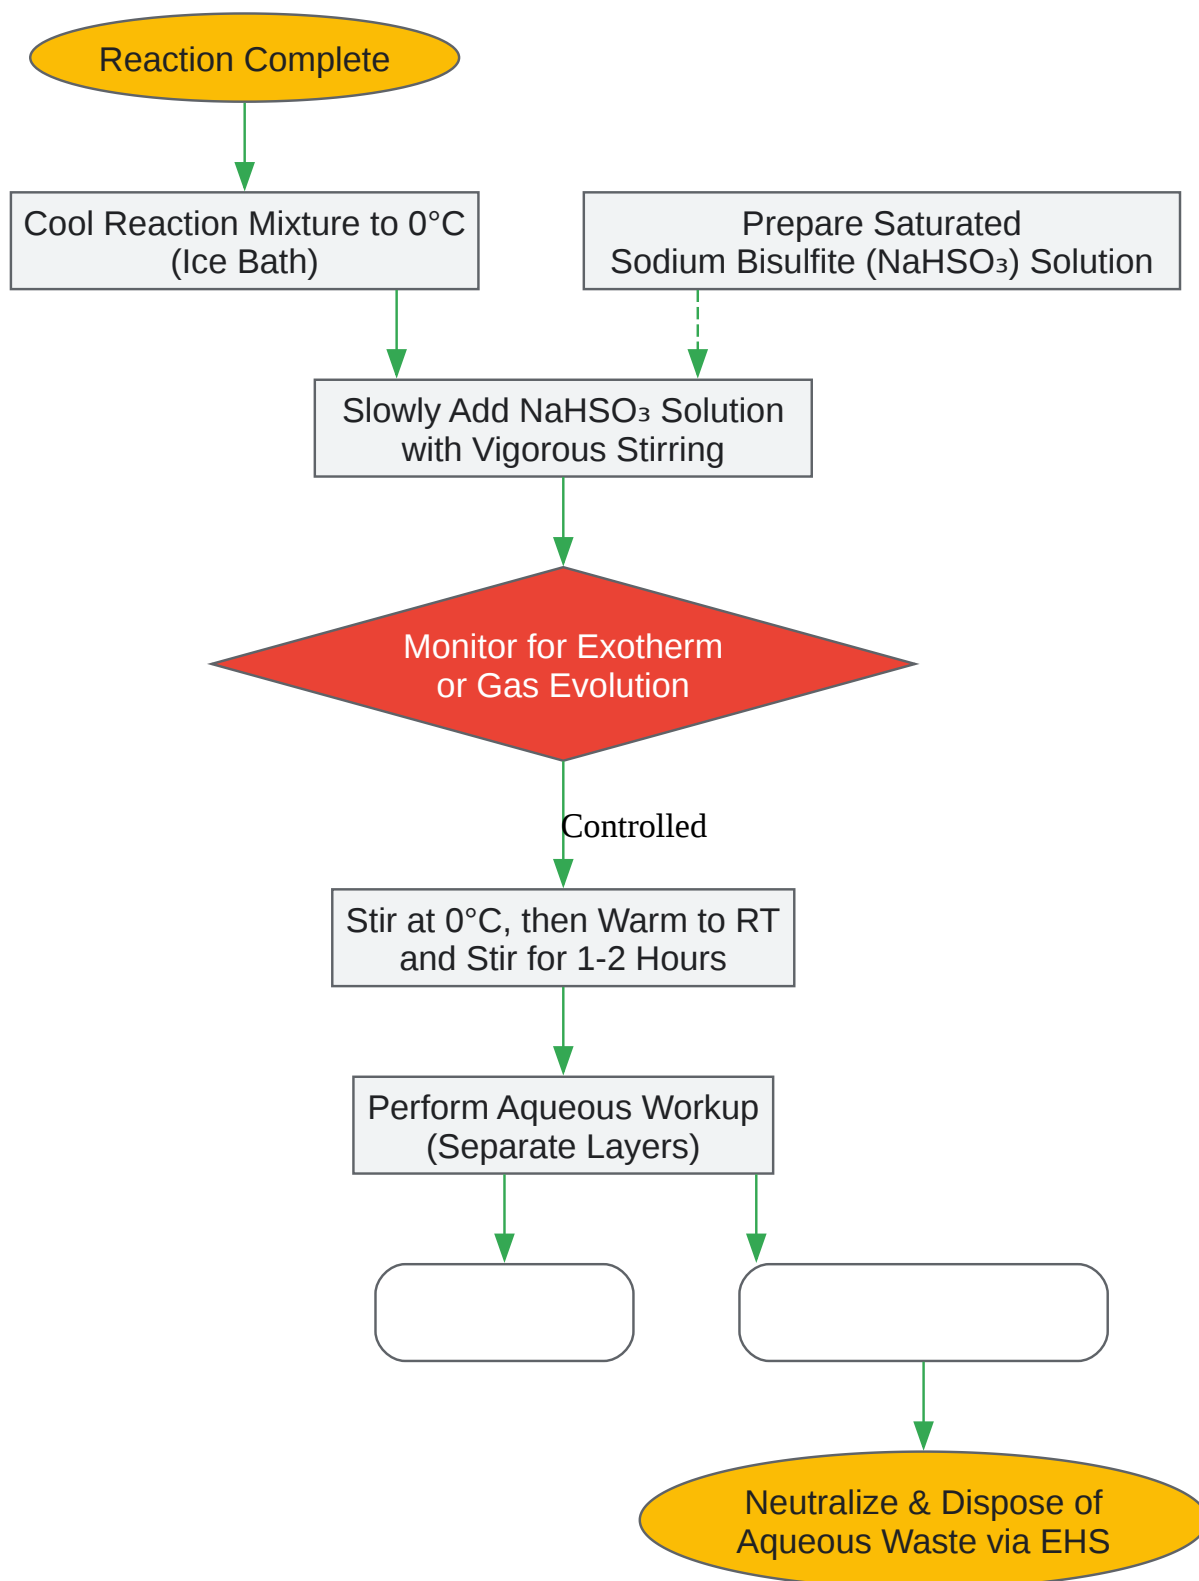 Reaction Complete
Cool Reaction Mixture to 0°C
(Ice Bath)
Prepare Saturated
Sodium Bisulfite (NaHSO₃) Solution
Slowly Add NaHSO₃ Solution
with Vigorous Stirring
Monitor for Exotherm
or Gas Evolution
Controlled
Stir at 0°C, then Warm to RT
and Stir for 1-2 Hours
Perform Aqueous Workup
(Separate Layers)
Neutralize & Dispose of
Aqueous Waste via EHS